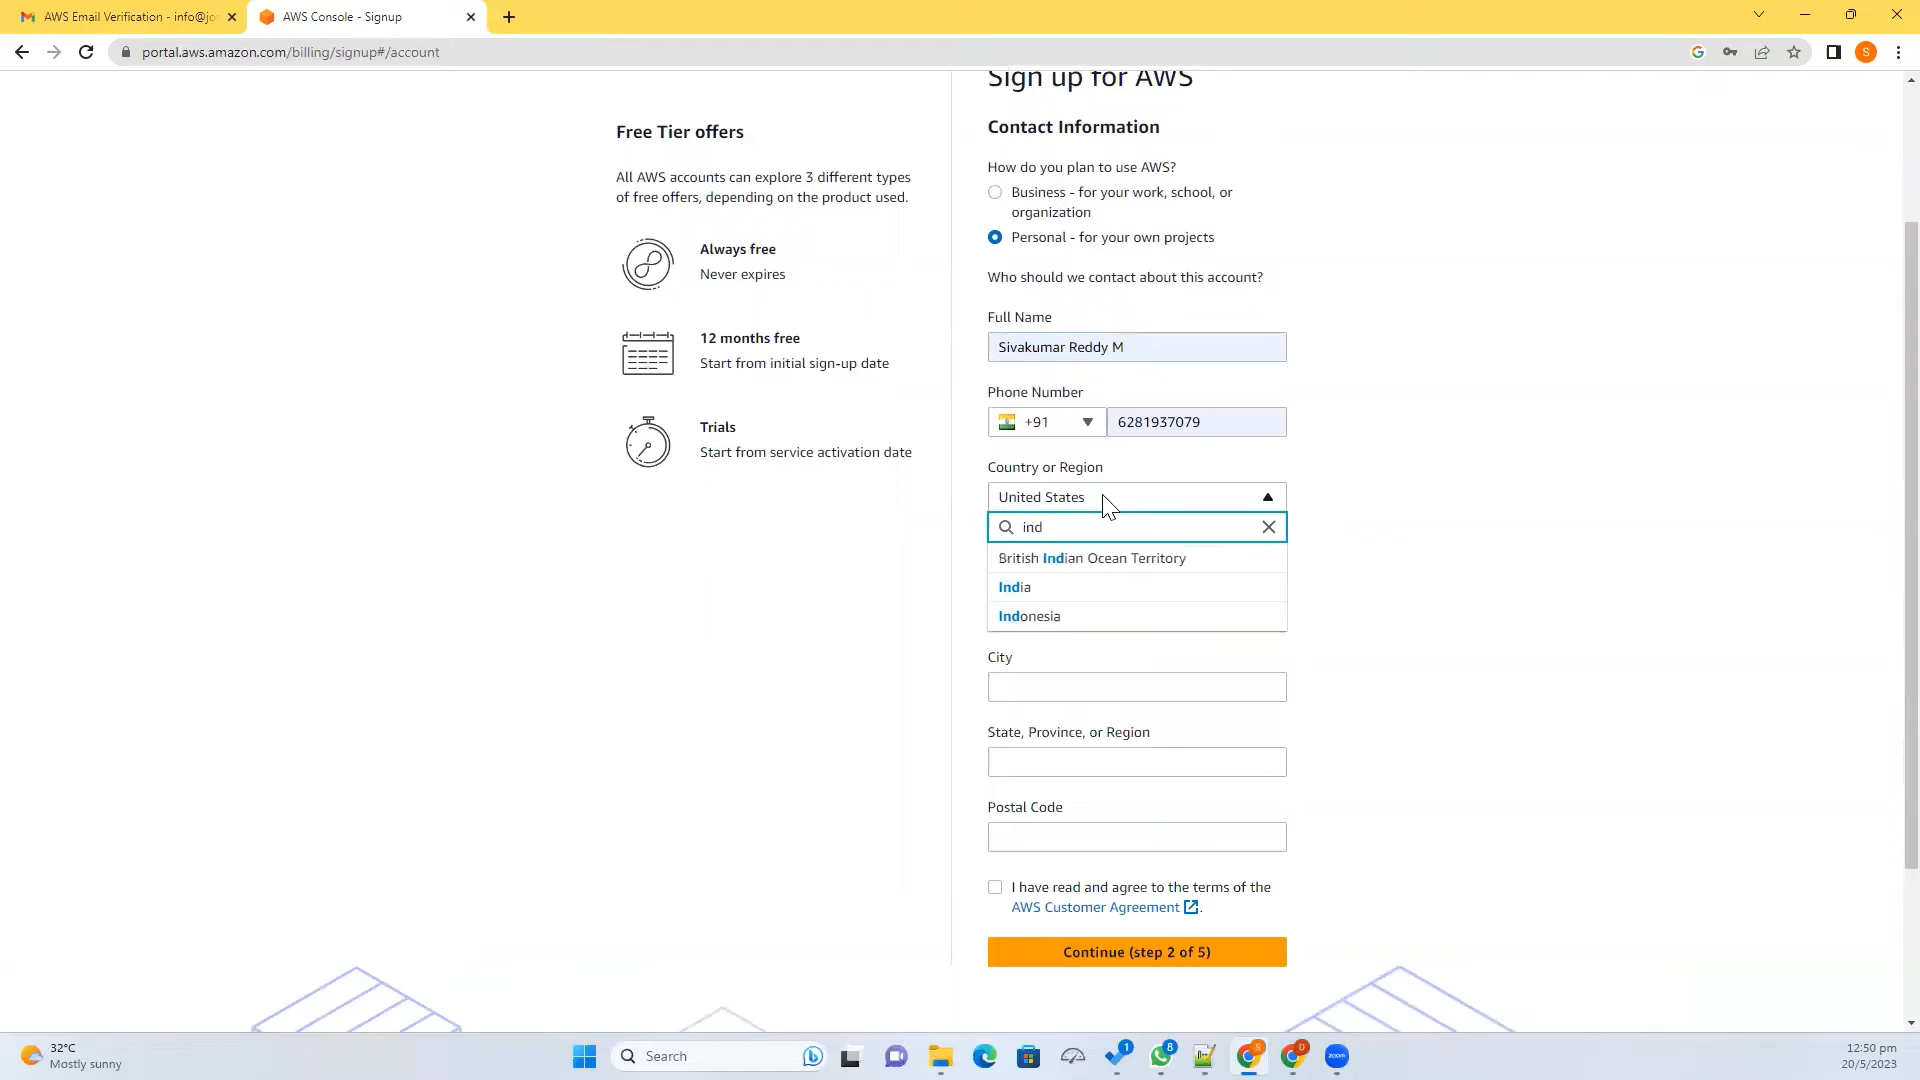 AWS Email Verification - info@jo
AWS Console - Signup
portal.aws.amazon.com/billing/signup#/account
S
Sign up for AWS
Free Tier offers
All AWS accounts can explore 3 different types
of free offers, depending on the product used.
Always free
Never expires
12 months free
Start from initial sign-up date
Trials
Start from service activation date
Contact Information
How do you plan to use AWS?
Business - for your work, school, or
organization
Personal - for your own projects
Who should we contact about this account?
Full Name
Sivakumar Reddy M
Phone Number
+91
6281937079
Country or Region
United States
ind
British Indian Ocean Territory
India
Indonesia
City
State, Province, or Region
Postal Code
I have read and agree to the terms of the
AWS Customer Agreement .
Continue (step 2 of 5)
32°C
Mostly sunny
Search
1
8
S
D
zoom
12:50 pm
20/5/2023